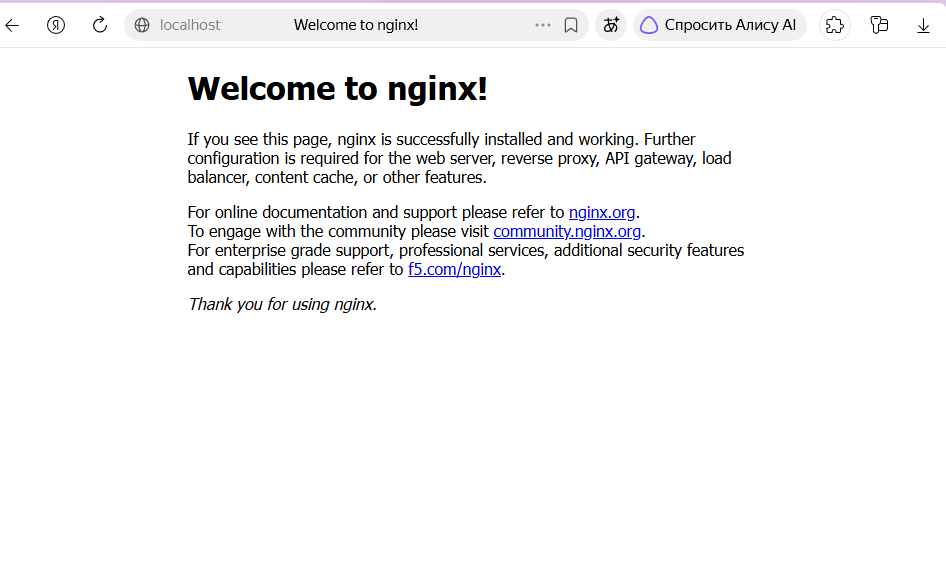 Я
localhost
Welcome to nginx!
Спросить Алису AI
Welcome to nginx!
If you see this page, nginx is successfully installed and working. Further
configuration is required for the web server, reverse proxy, API gateway, load
balancer, content cache, or other features.
For online documentation and support please refer to nginx.org.
To engage with the community please visit community.nginx.org.
For enterprise grade support, professional services, additional security features
and capabilities please refer to f5.com/nginx.
Thank you for using nginx.